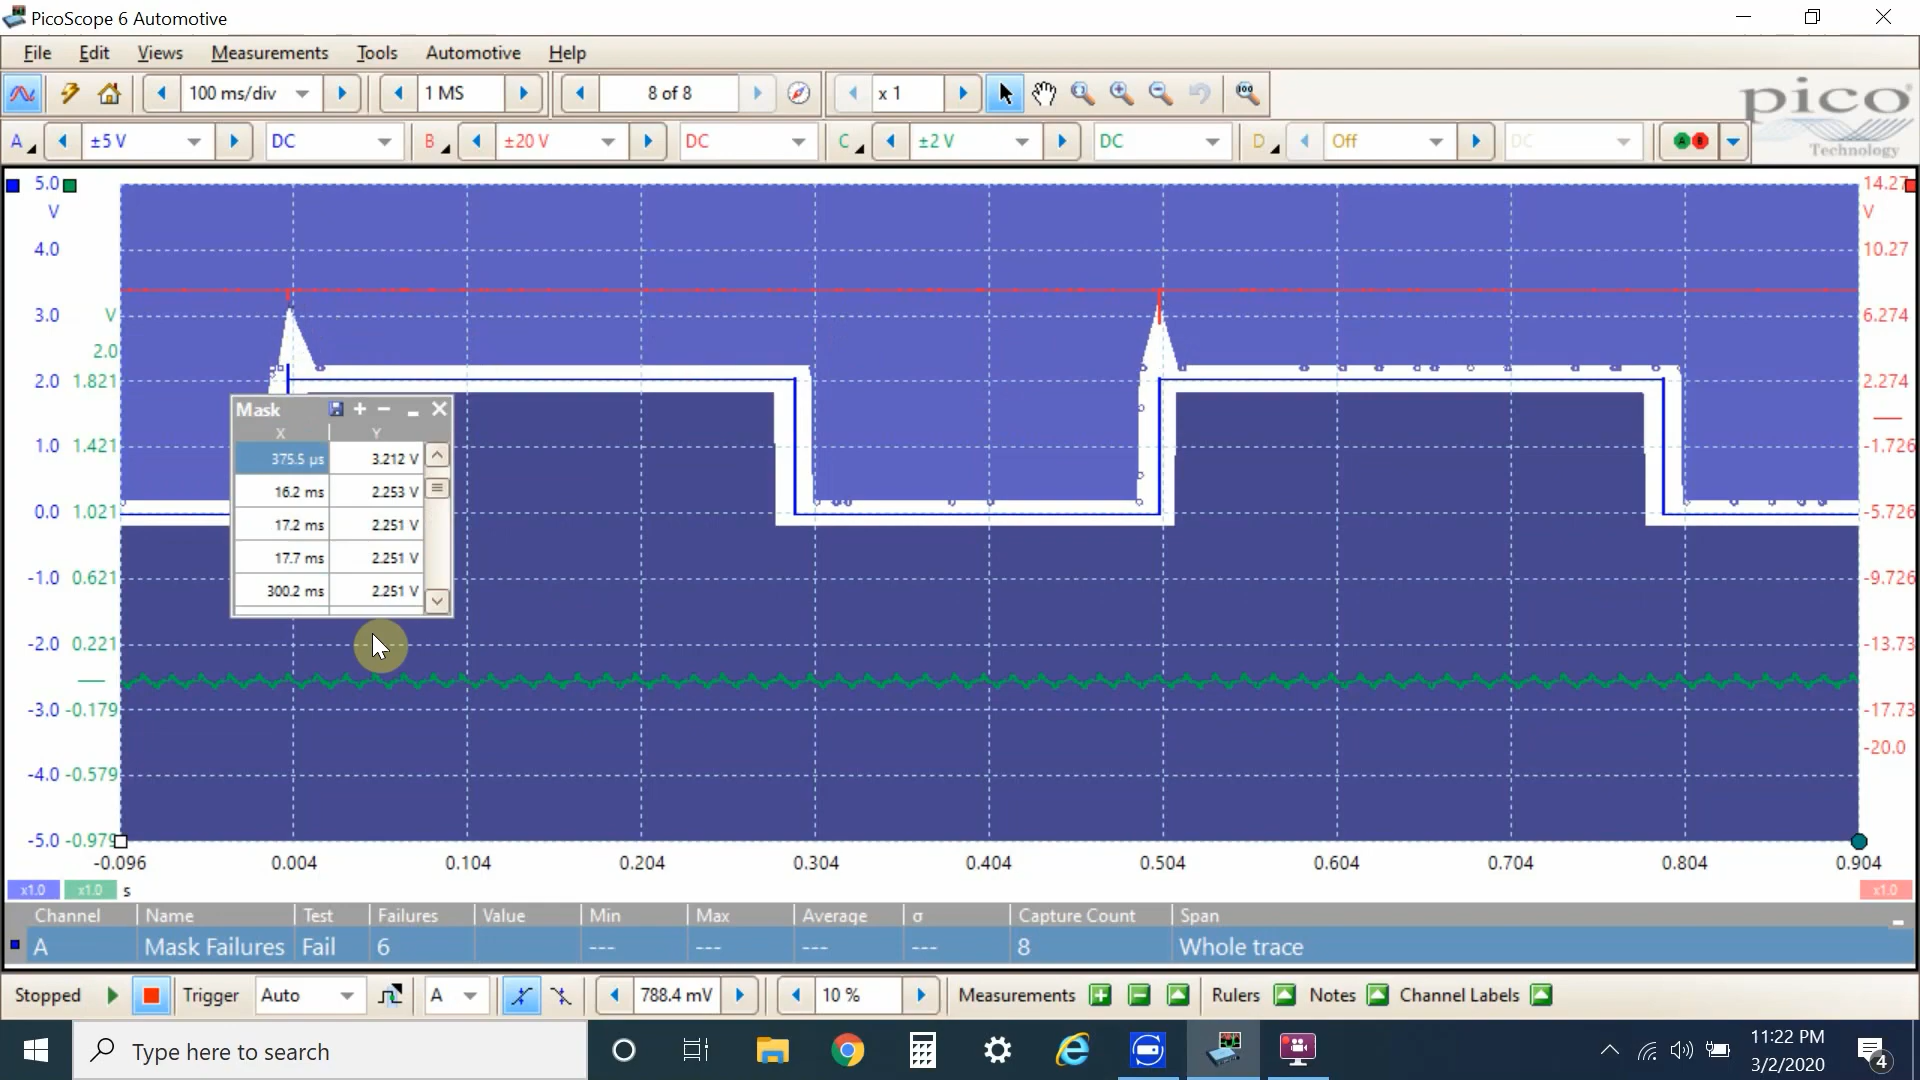 PicoScope 6 Automotive
File Edit Views Measurements Tools Automotive Help
100 ms/div 1 MS 8 of 8 x 1
pico
Technology
A ±5 V DC B ±20 V DC C ±2 V DC D Off DC
5.0 14.27
V V
4.0 10.27
3.0 V 6.274
2.0
2.0 1.821 2.274
1.0 1.421 -1.726
0.0 1.021 -5.726
-1.0 0.621 -9.726
-2.0 0.221 -13.73
-3.0 -0.179 -17.73
-20.0
-4.0 -0.579
-5.0 -0.979
Mask
X Y
375.5 µs 3.212 V
16.2 ms 2.253 V
17.2 ms 2.251 V
17.7 ms 2.251 V
300.2 ms 2.251 V
-0.096 0.004 0.104 0.204 0.304 0.404 0.504 0.604 0.704 0.804 0.904
x1.0 x1.0 s x1.0
Channel Name Test Failures Value Min Max Average σ Capture Count Span
A Mask Failures Fail 6 --- --- --- --- 8 Whole trace
Stopped Trigger Auto A 788.4 mV 10 % Measurements Rulers Notes Channel Labels
Type here to search
11:22 PM
3/2/2020
4